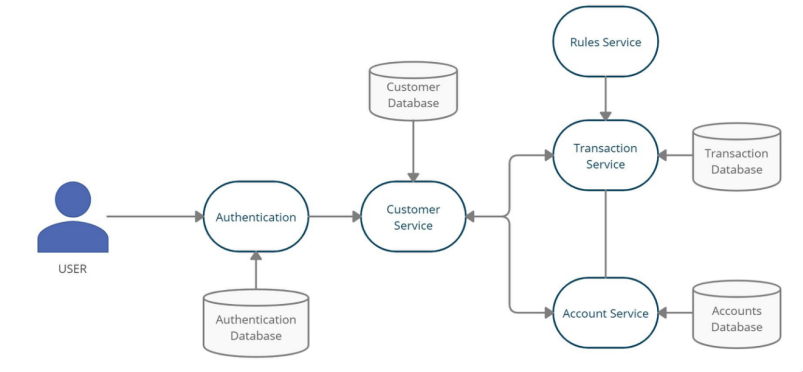 Rules Service
Customer
Database
Transaction
Service
Transaction
Database
Authentication
Customer
Service
USER
Authentication
Database
Account Service
Accounts
Database